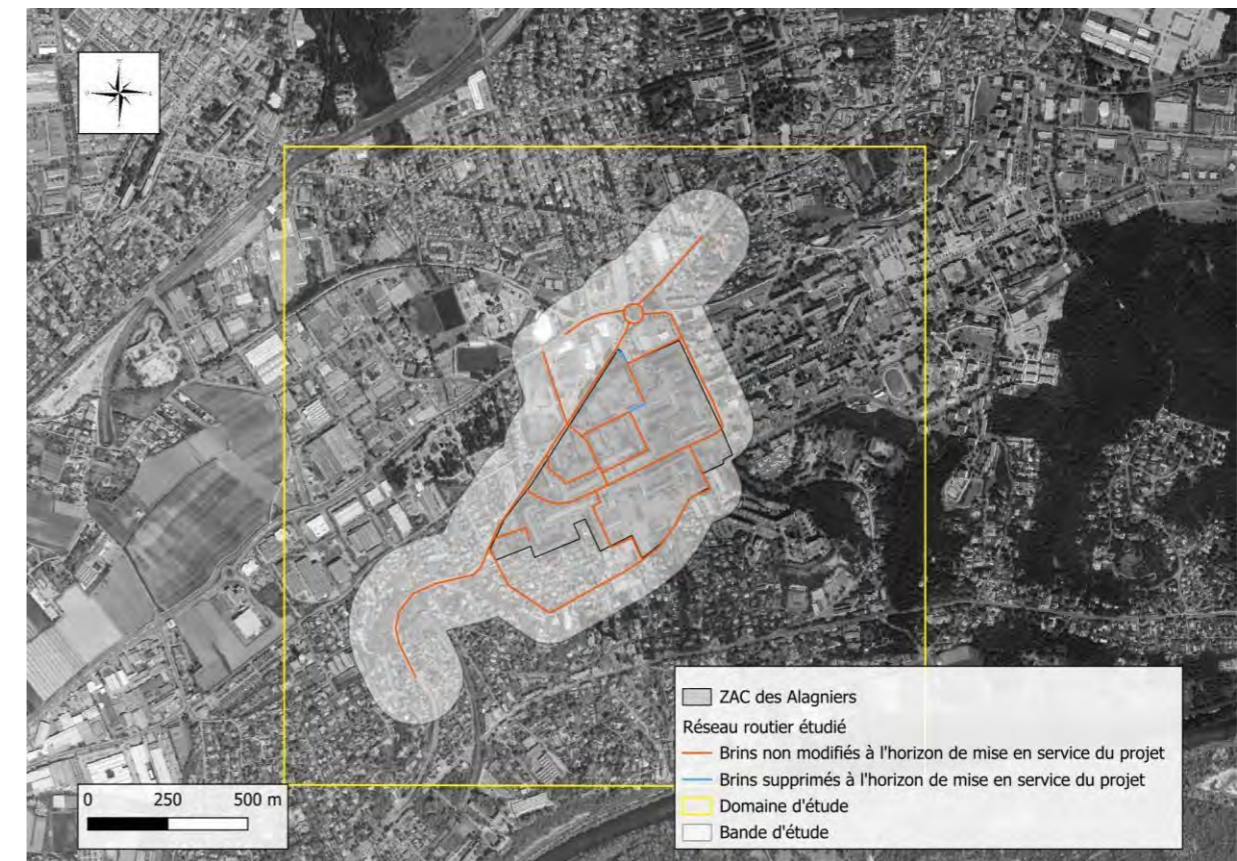 ZAC des Alagniers
Réseau routier étudié
Brins non modifiés à l'horizon de mise en service du projet
Brins supprimés à l'horizon de mise en service du projet
Domaine d'étude
Bande d'étude
0 250 500 m